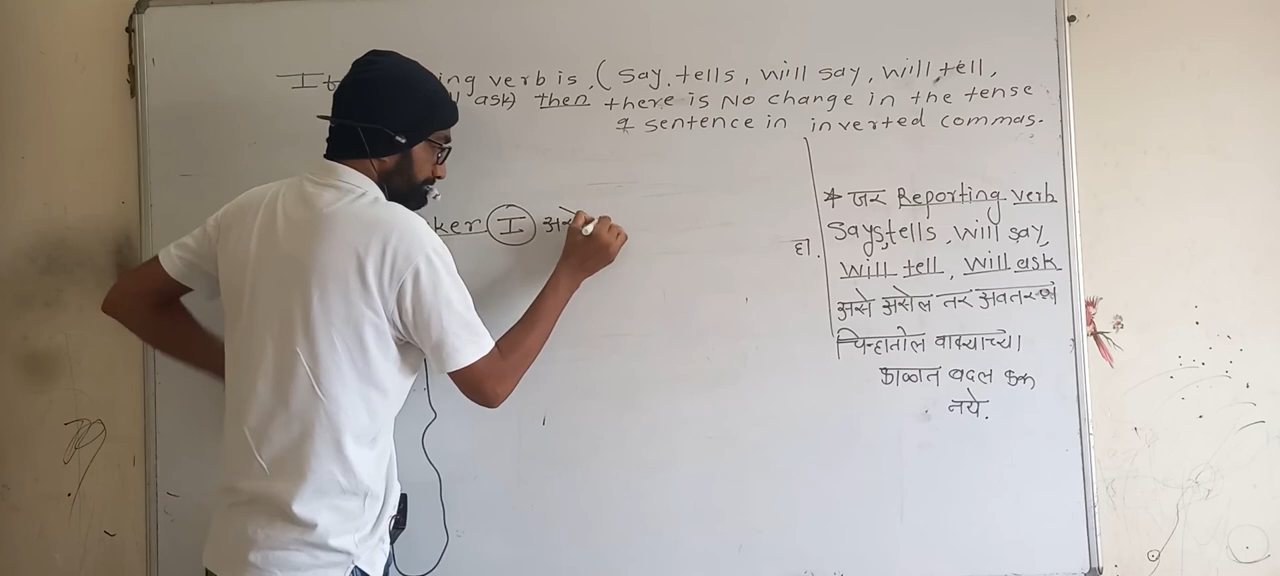 ing verb is, ( say, tells, will say, will tell,
ask) then there is No change in the tense
sentence in inverted commas.
ker I असे
* जर Reporting verb
Says, tells, will say,
will tell, will ask
असे असेल तर अवतरण
चिन्हातील वाक्याच्या
काळात बदल करू
नये.